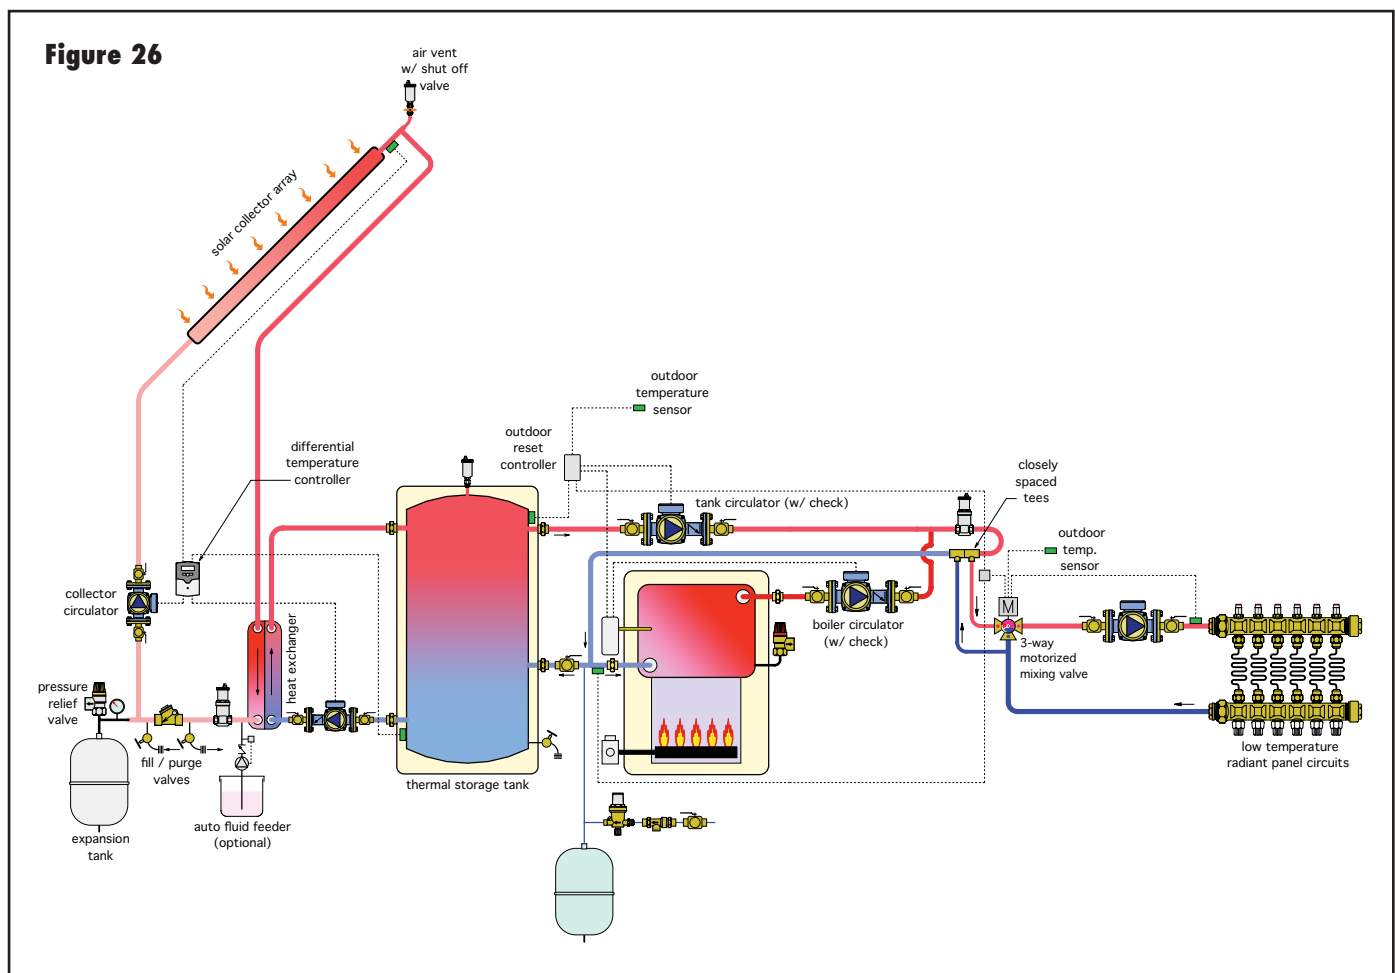 Figure 26
air vent
w/ shut off
valve
solar collector array
outdoor
temperature
sensor
differential
temperature
controller
outdoor
reset
controller
closely
spaced
tees
tank circulator (w/ check)
outdoor
temp.
sensor
collector
circulator
M
boiler circulator
(w/ check)
3-way
motorized
mixing valve
heat exchanger
pressure
relief
valve
fill / purge
valves
thermal storage tank
low temperature
radiant panel circuits
auto fluid feeder
(optional)
expansion
tank